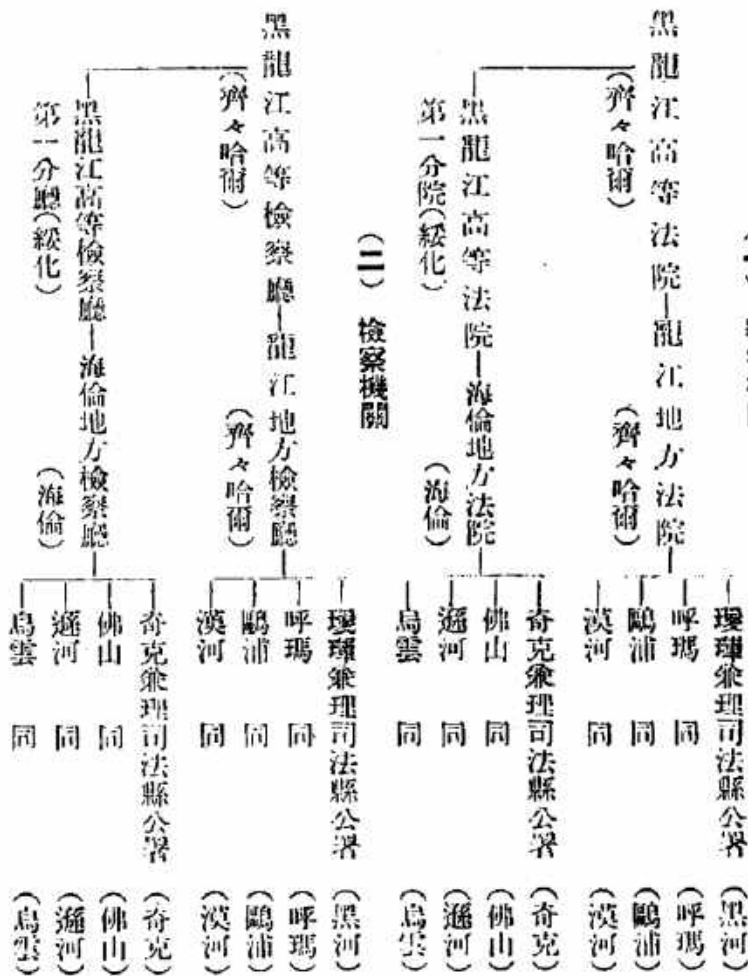 黑龍江高等法院—龍江地方法院
(齊々哈爾)
(齊々哈爾)
璦琿兼理司法縣公署(黑河)
呼瑪 同 (呼瑪)
鷗浦 同 (鷗浦)
漠河 同 (漠河)
黑龍江高等法院—海倫地方法院
第一分院(綏化)
(海倫)
奇克兼理司法縣公署(奇克)
佛山 同 (佛山)
遜河 同 (遜河)
烏雲 同 (烏雲)
(二) 檢察機關
黑龍江高等檢察廳—龍江地方檢察廳
(齊々哈爾)
(齊々哈爾)
璦琿兼理司法縣公署(黑河)
呼瑪 同 (呼瑪)
鷗浦 同 (鷗浦)
漠河 同 (漠河)
黑龍江高等檢察廳—海倫地方檢察廳
第一分廳(綏化)
(海倫)
奇克兼理司法縣公署(奇克)
佛山 同 (佛山)
遜河 同 (遜河)
烏雲 同 (烏雲)